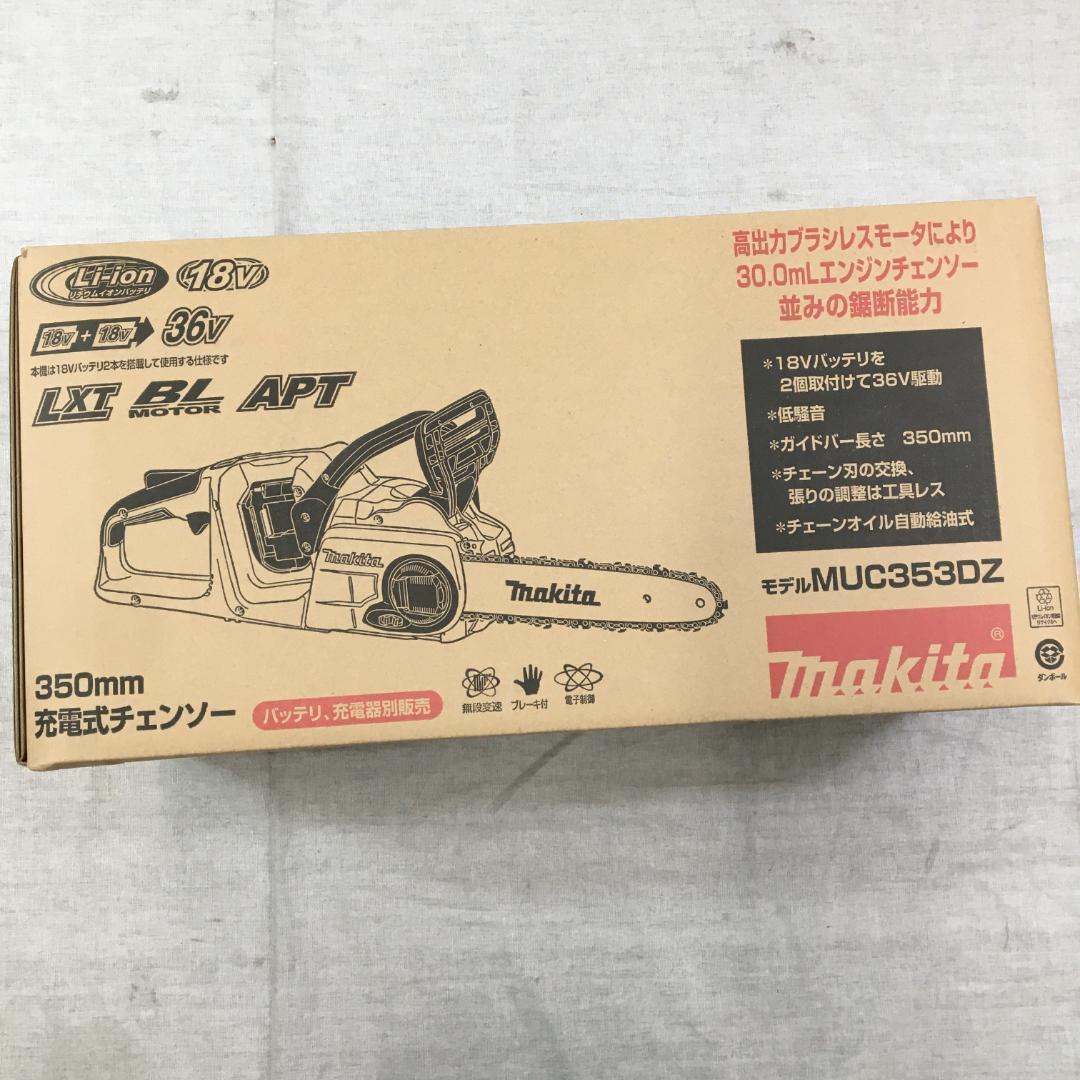 Li-ion
リチウムイオンバッテリ
18V
18V + 18V 36V
本機は18Vバッテリ2本を搭載して使用する仕様です
LXT BL MOTOR APT
高出力ブラシレスモータにより
30.0mLエンジンチェンソー
並みの鋸断能力
*18Vバッテリを
2個取付けて36V駆動
*低騒音
*ガイドバー長さ 350mm
*チェーン刃の交換、
張りの調整は工具レス
*チェーンオイル自動給油式
モデルMUC353DZ
makita
makita
makita®
Li-ion
ダンボール
350mm
充電式チェンソー
バッテリ、充電器別販売
無段変速
ブレーキ付
電子制御